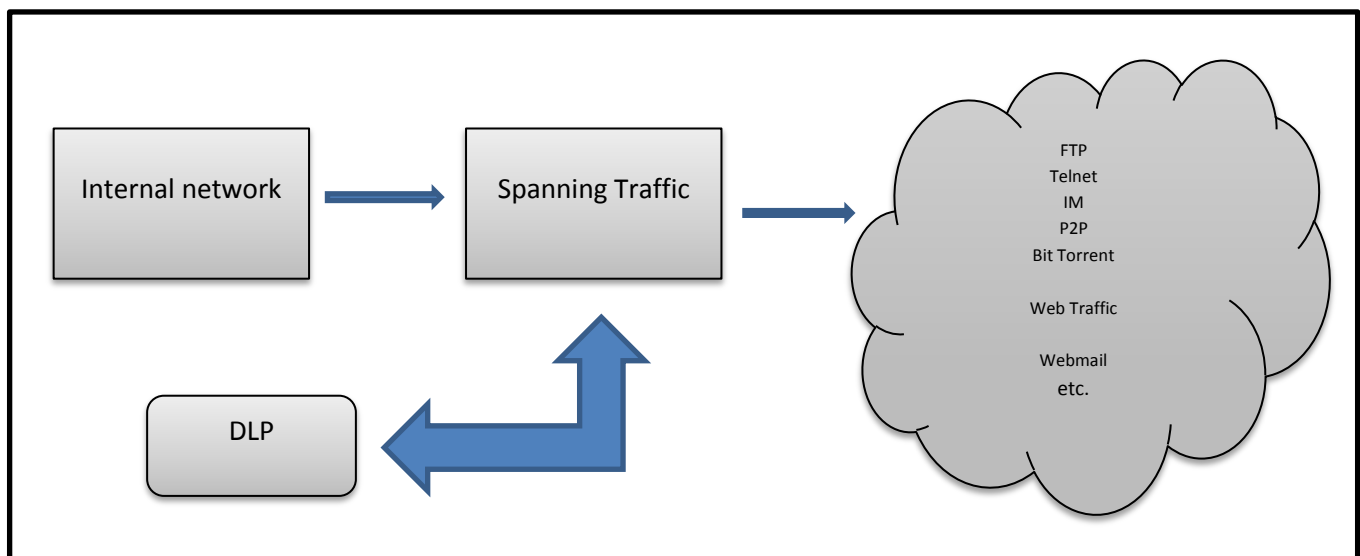 Internal network
Spanning Traffic
FTP
Telnet
IM
P2P
Bit Torrent
Web Traffic
Webmail
etc.
DLP